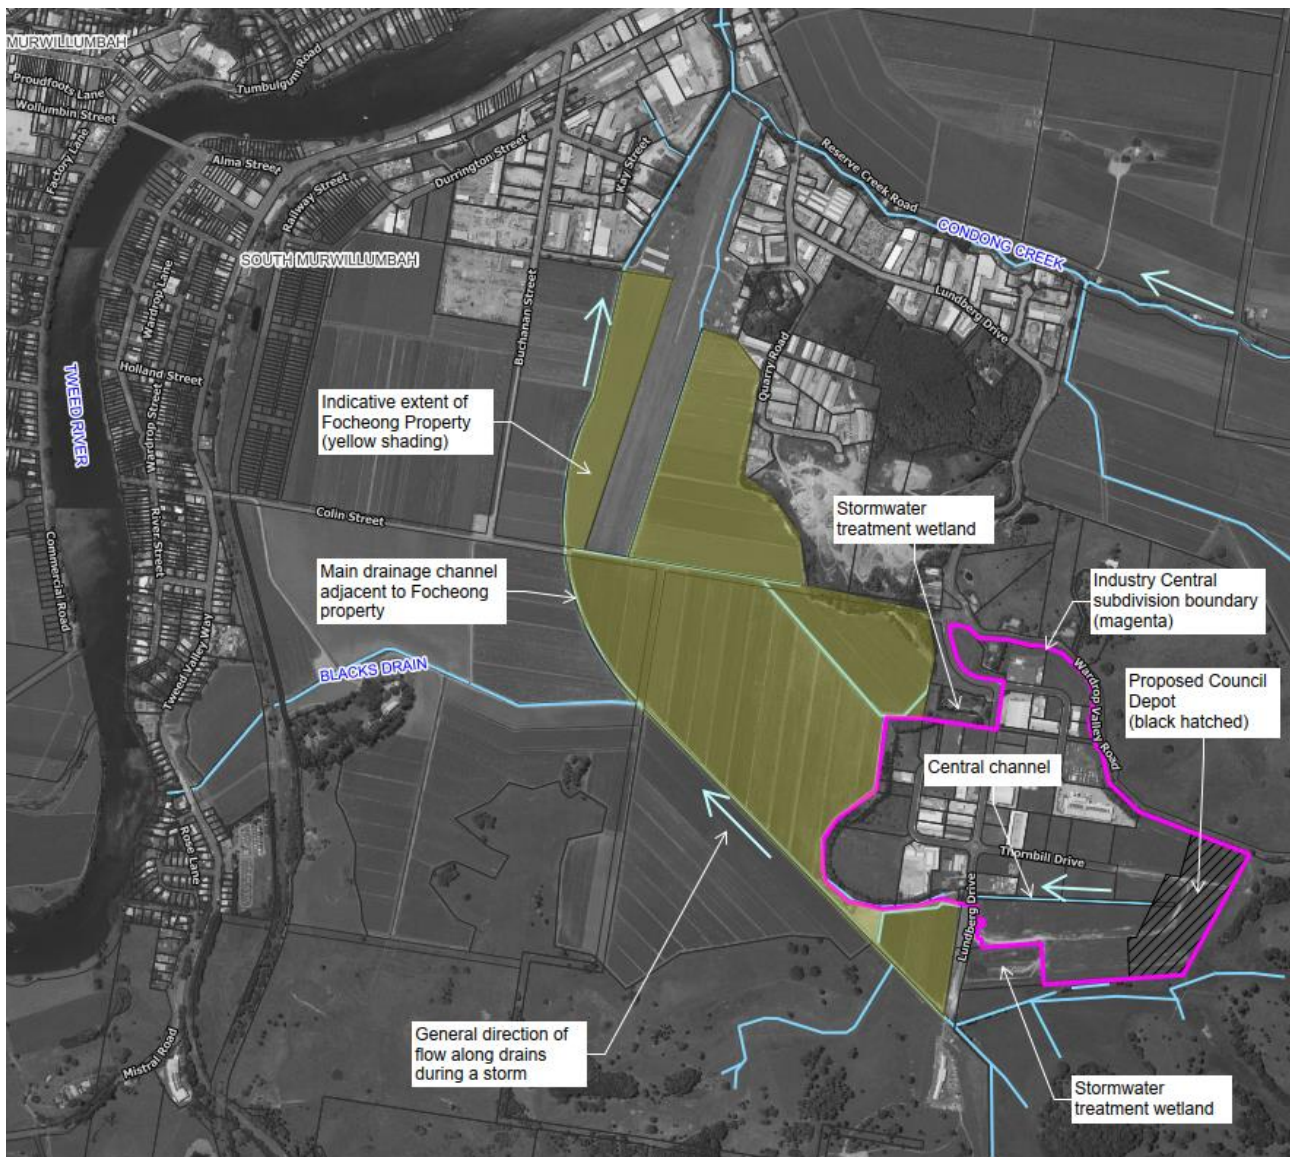 MURWILLUMBAH
Proudfoots Lane
Wollumbin Street
Factory Lane
Tumbulgum Road
Alma Street
Railway Street
Durrington Street
Kay Street
Reserve Creek Road
CONDONG CREEK
SOUTH MURWILLUMBAH
Wardrop Lane
Buchanan Street
Lundberg Drive
Quarry Road
Holland Street
Wardrop Street
TWEED RIVER
Indicative extent of
Focheong Property
(yellow shading)
Stormwater
treatment wetland
Colin Street
River Street
Commercial Road
Main drainage channel
adjacent to Focheong
property
Industry Central
subdivision boundary
(magenta)
Tweed Valley Way
BLACKS DRAIN
Wardrop Valley Road
Proposed Council
Depot
(black hatched)
Central channel
Rose Lane
Thornbill Drive
Lundberg Drive
General direction of
flow along drains
during a storm
Mistral Road
Stormwater
treatment wetland